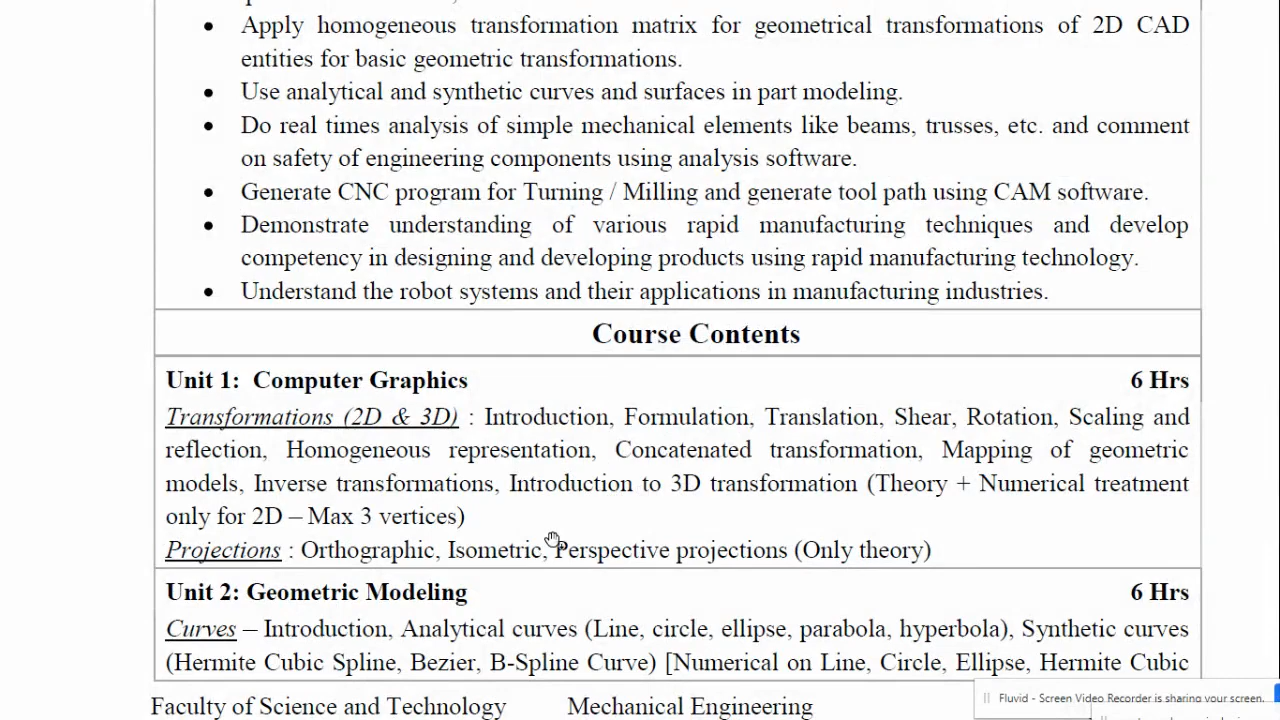 • Apply homogeneous transformation matrix for geometrical transformations of 2D CAD
entities for basic geometric transformations.
• Use analytical and synthetic curves and surfaces in part modeling.
• Do real times analysis of simple mechanical elements like beams, trusses, etc. and comment
on safety of engineering components using analysis software.
• Generate CNC program for Turning / Milling and generate tool path using CAM software.
• Demonstrate understanding of various rapid manufacturing techniques and develop
competency in designing and developing products using rapid manufacturing technology.
• Understand the robot systems and their applications in manufacturing industries.
Course Contents
Unit 1: Computer Graphics 6 Hrs
Transformations (2D & 3D) : Introduction, Formulation, Translation, Shear, Rotation, Scaling and
reflection, Homogeneous representation, Concatenated transformation, Mapping of geometric
models, Inverse transformations, Introduction to 3D transformation (Theory + Numerical treatment
only for 2D – Max 3 vertices)
Projections : Orthographic, Isometric, Perspective projections (Only theory)
Unit 2: Geometric Modeling 6 Hrs
Curves – Introduction, Analytical curves (Line, circle, ellipse, parabola, hyperbola), Synthetic curves
(Hermite Cubic Spline, Bezier, B-Spline Curve) [Numerical on Line, Circle, Ellipse, Hermite Cubic
Faculty of Science and Technology Mechanical Engineering
Fluvid - Screen Video Recorder is sharing your screen.